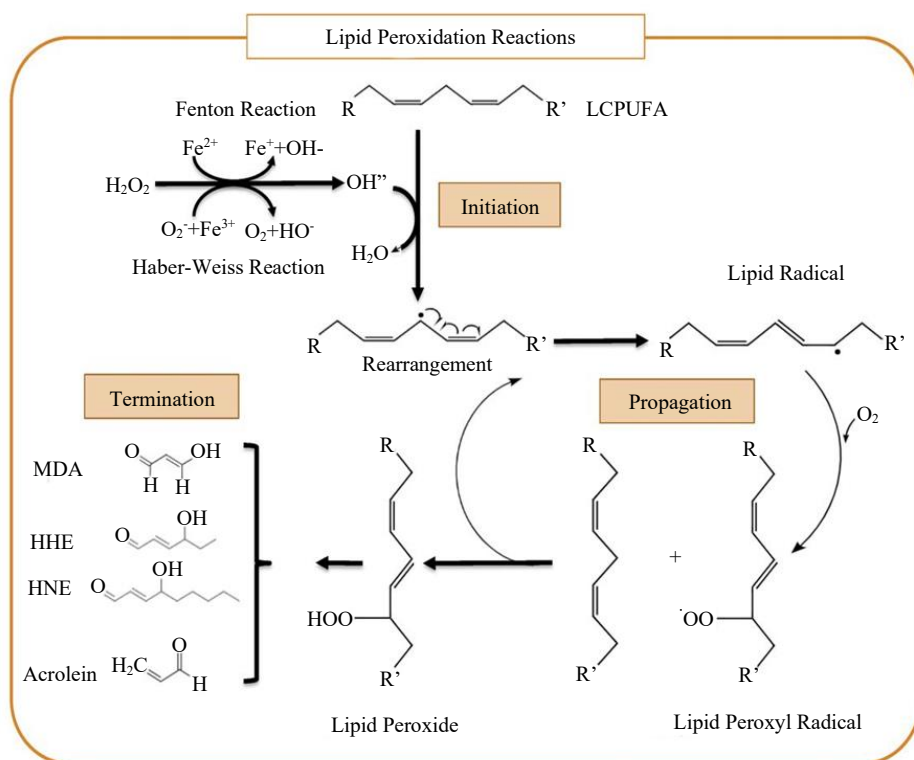 Lipid Peroxidation Reactions
Fenton Reaction
R
R’
LCPUFA
Fe²⁺
Fe⁺+OH-
H₂O₂
OH”
O₂⁻+Fe³⁺
O₂+HO⁻
Haber-Weiss Reaction
H₂O
Initiation
Lipid Radical
R
R’
Rearrangement
R
R’
Termination
Propagation
O₂
MDA
O
OH
H
H
HHE
O
OH
HNE
O
OH
Acrolein
H₂C
O
H
R
HOO
R’
Lipid Peroxide
R
R’
+
R
·OO
R’
Lipid Peroxyl Radical